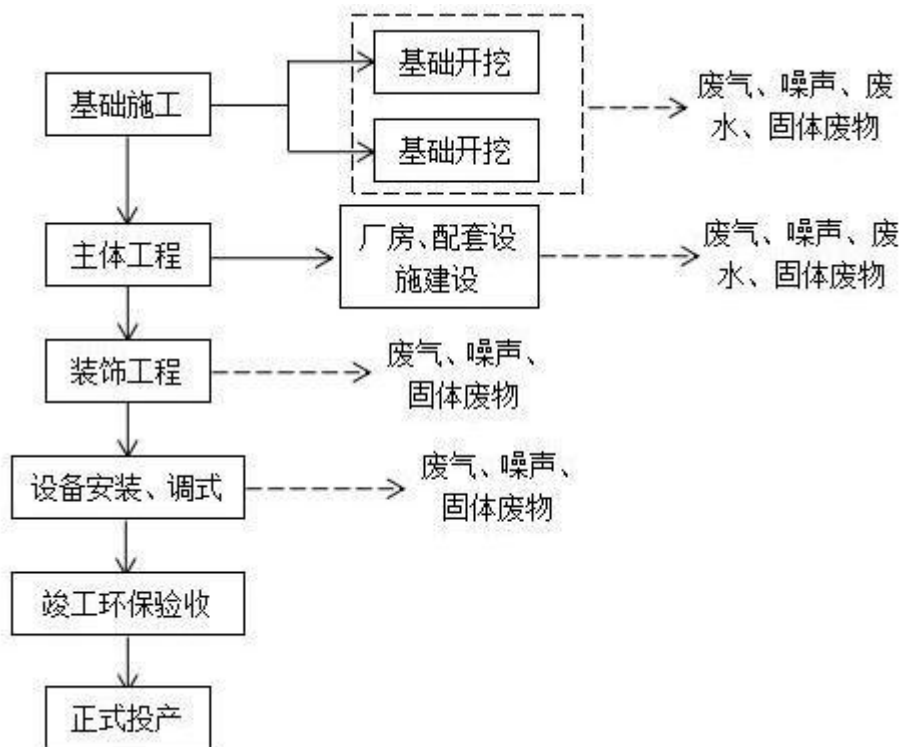 基础开挖
基础施工
废气、噪声、废
水、固体废物
基础开挖
主体工程
厂房、配套设
施建设
废气、噪声、废
水、固体废物
装饰工程
废气、噪声、
固体废物
设备安装、调式
废气、噪声、
固体废物
竣工环保验收
正式投产